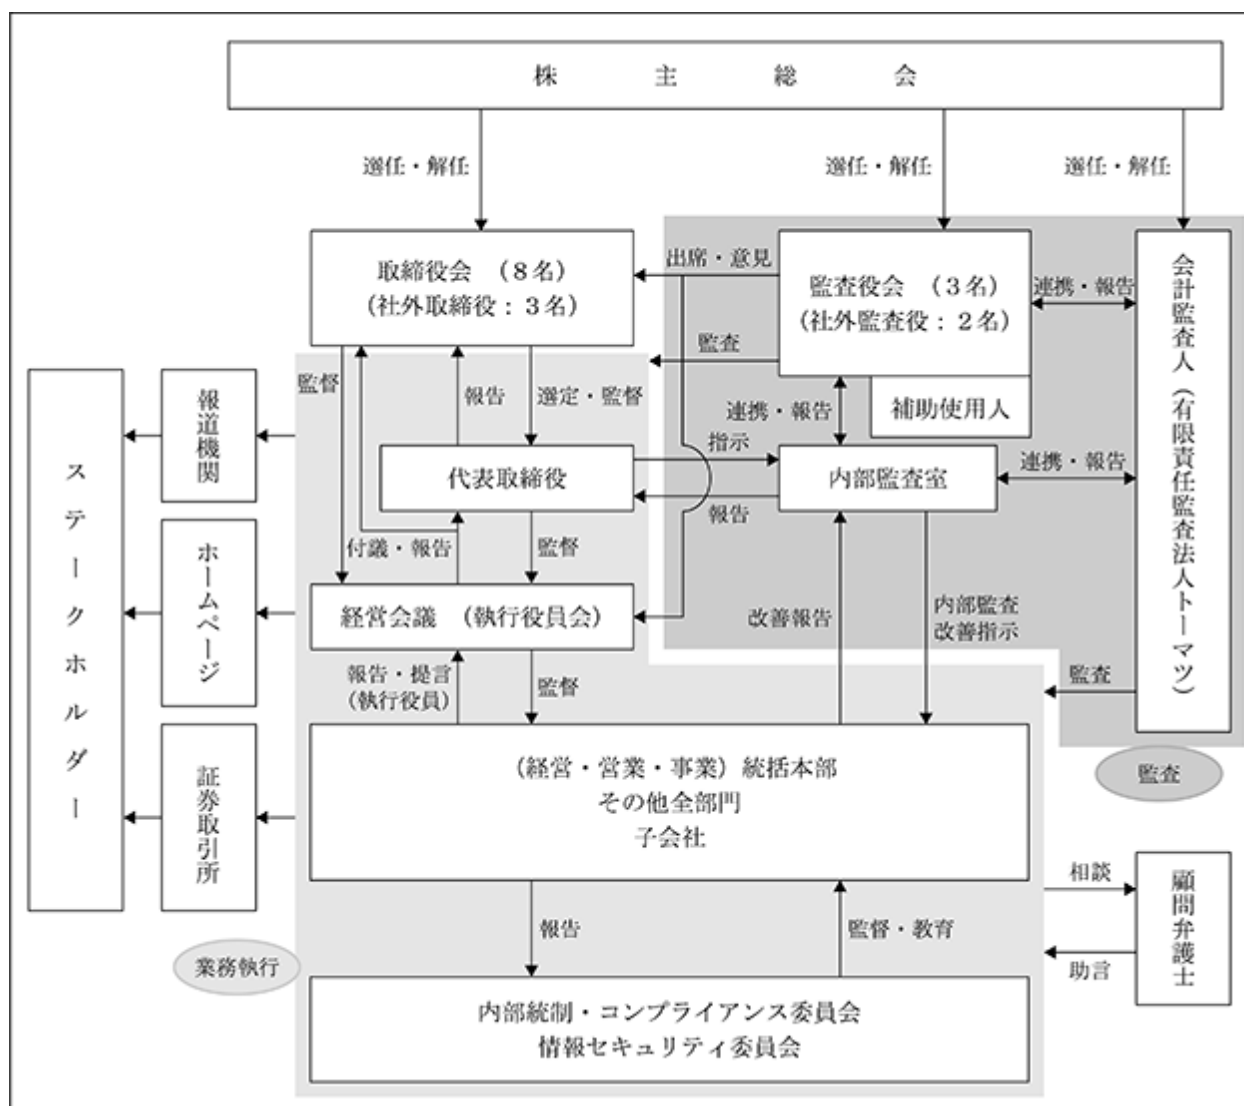 株主総会
選任・解任
選任・解任
選任・解任
取締役会 （８名）
（社外取締役：３名）
出席・意見
監査役会 （３名）
（社外監査役：２名）
連携・報告
会計監査人（有限責任監査法人トーマツ）
監査
補助使用人
監督
報告
選定・監督
連携・報告
指示
代表取締役
内部監査室
連携・報告
報告
付議・報告
監督
経営会議 （執行役員会）
改善報告
内部監査
改善指示
報告・提言
（執行役員）
監督
監査
（経営・営業・事業）統括本部
その他全部門
子会社
監査
ステークホルダー
報道機関
ホームページ
証券取引所
相談
助言
顧問弁護士
報告
監督・教育
業務執行
内部統制・コンプライアンス委員会
情報セキュリティ委員会